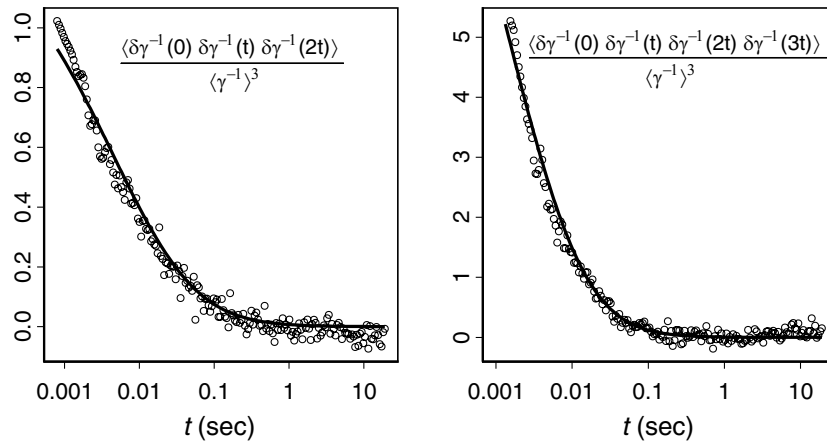 ⟨δγ⁻¹(0) δγ⁻¹(t) δγ⁻¹(2t)⟩
⟨γ⁻¹⟩³
0.0 0.2 0.4 0.6 0.8 1.0
0.001 0.01 0.1 1 10
t (sec)
⟨δγ⁻¹(0) δγ⁻¹(t) δγ⁻¹(2t) δγ⁻¹(3t)⟩
⟨γ⁻¹⟩³
0 1 2 3 4 5
0.001 0.01 0.1 1 10
t (sec)